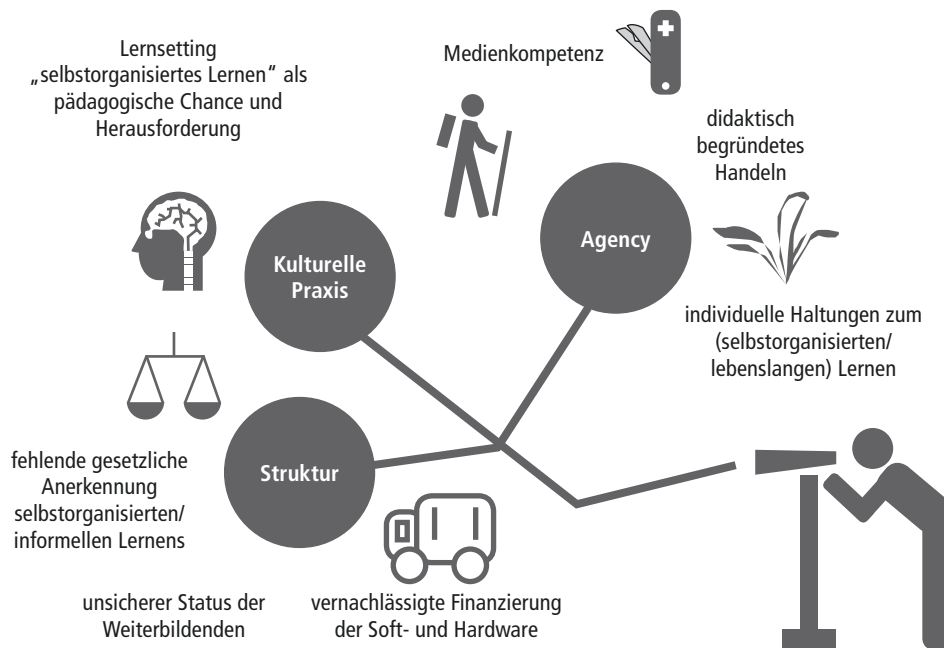 Lernsetting
„selbstorganisiertes Lernen“ als
pädagogische Chance und
Herausforderung
Medienkompetenz
didaktisch
begründetes
Handeln
Agency
Kulturelle
Praxis
individuelle Haltungen zum
(selbstorganisierten/
lebenslangen) Lernen
Struktur
fehlende gesetzliche
Anerkennung
selbstorganisierten/
informellen Lernens
unsicherer Status der
Weiterbildenden
vernachlässigte Finanzierung
der Soft- und Hardware